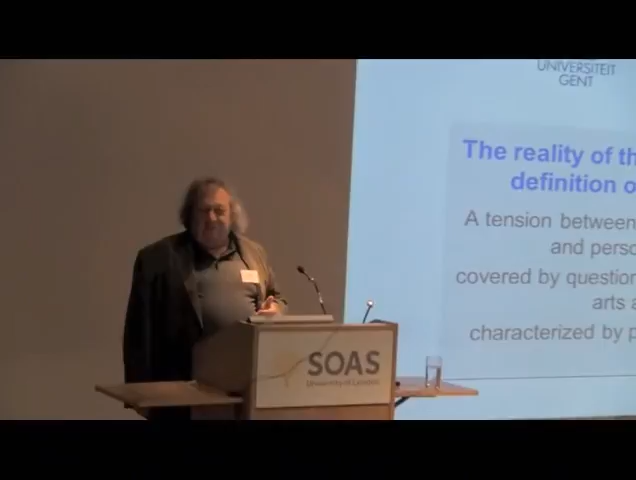 UNIVERSITEIT
GENT
The reality of th
definition o
A tension between
and perso
covered by question
arts a
characterized by p
SOAS
University of London